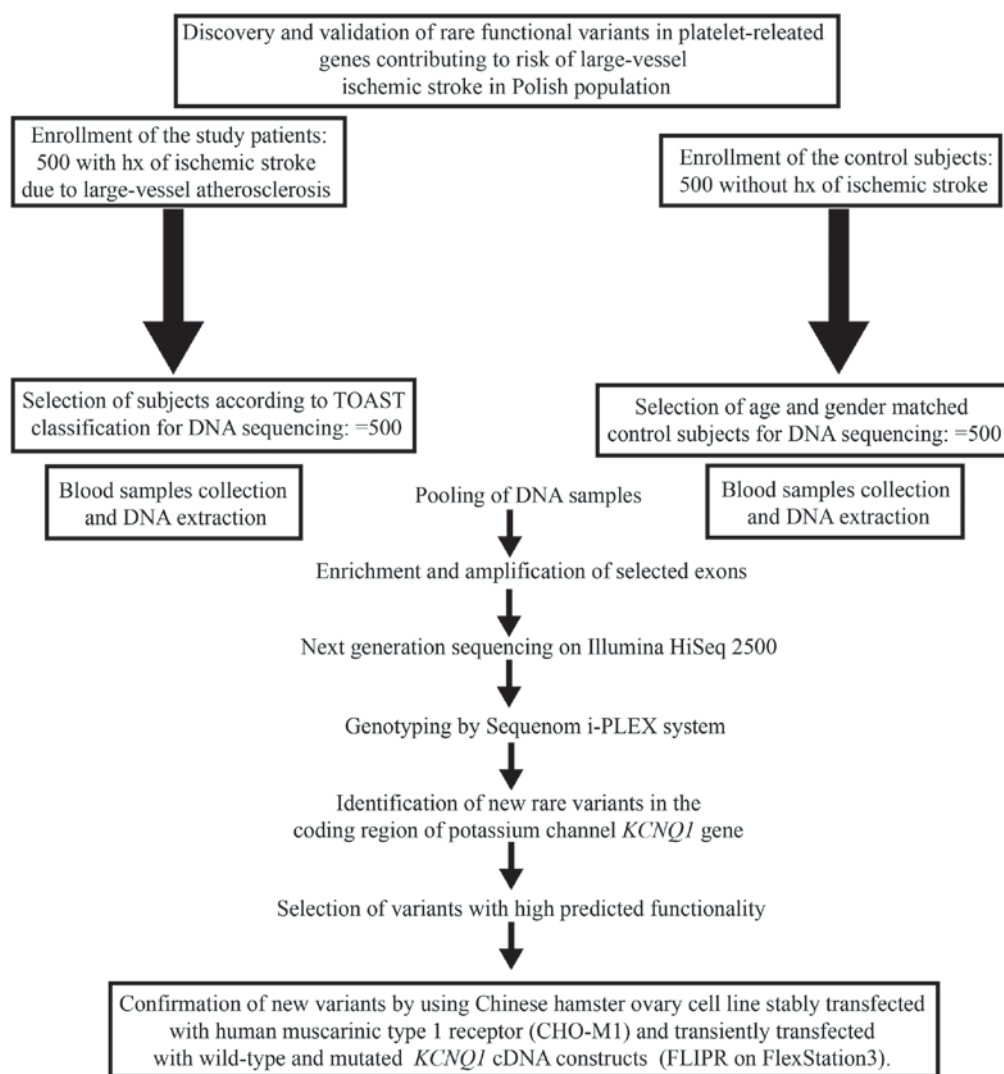 Discovery and validation of rare functional variants in platelet-releated
genes contributing to risk of large-vessel
ischemic stroke in Polish population
Enrollment of the study patients:
500 with hx of ischemic stroke
due to large-vessel atherosclerosis
Enrollment of the control subjects:
500 without hx of ischemic stroke
Selection of subjects according to TOAST
classification for DNA sequencing: =500
Selection of age and gender matched
control subjects for DNA sequencing: =500
Blood samples collection
and DNA extraction
Blood samples collection
and DNA extraction
Pooling of DNA samples
Enrichment and amplification of selected exons
Next generation sequencing on Illumina HiSeq 2500
Genotyping by Sequenom i-PLEX system
Identification of new rare variants in the
coding region of potassium channel KCNQ1 gene
Selection of variants with high predicted functionality
Confirmation of new variants by using Chinese hamster ovary cell line stably transfected
with human muscarinic type 1 receptor (CHO-M1) and transiently transfected
with wild-type and mutated KCNQ1 cDNA constructs (FLIPR on FlexStation3).